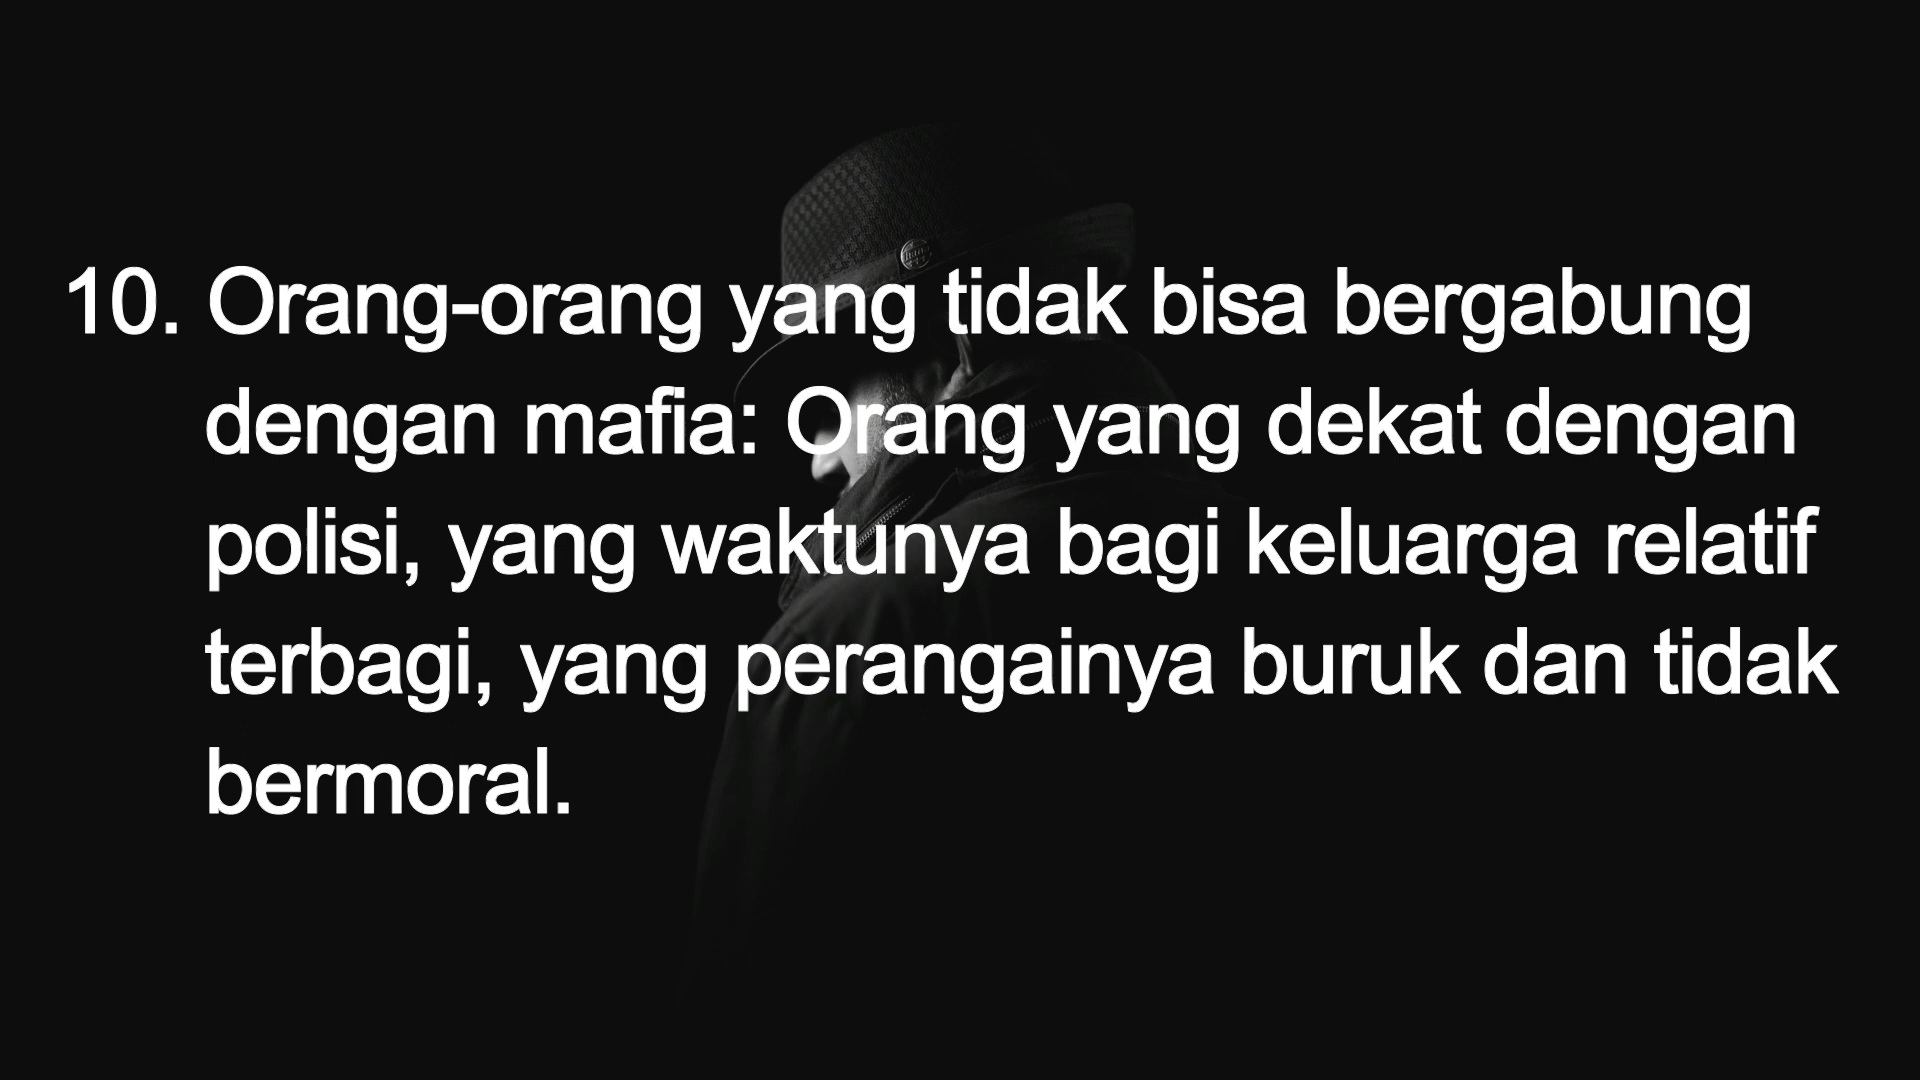 10. Orang-orang yang tidak bisa bergabung
dengan mafia: Orang yang dekat dengan
polisi, yang waktunya bagi keluarga relatif
terbagi, yang perangainya buruk dan tidak
bermoral.